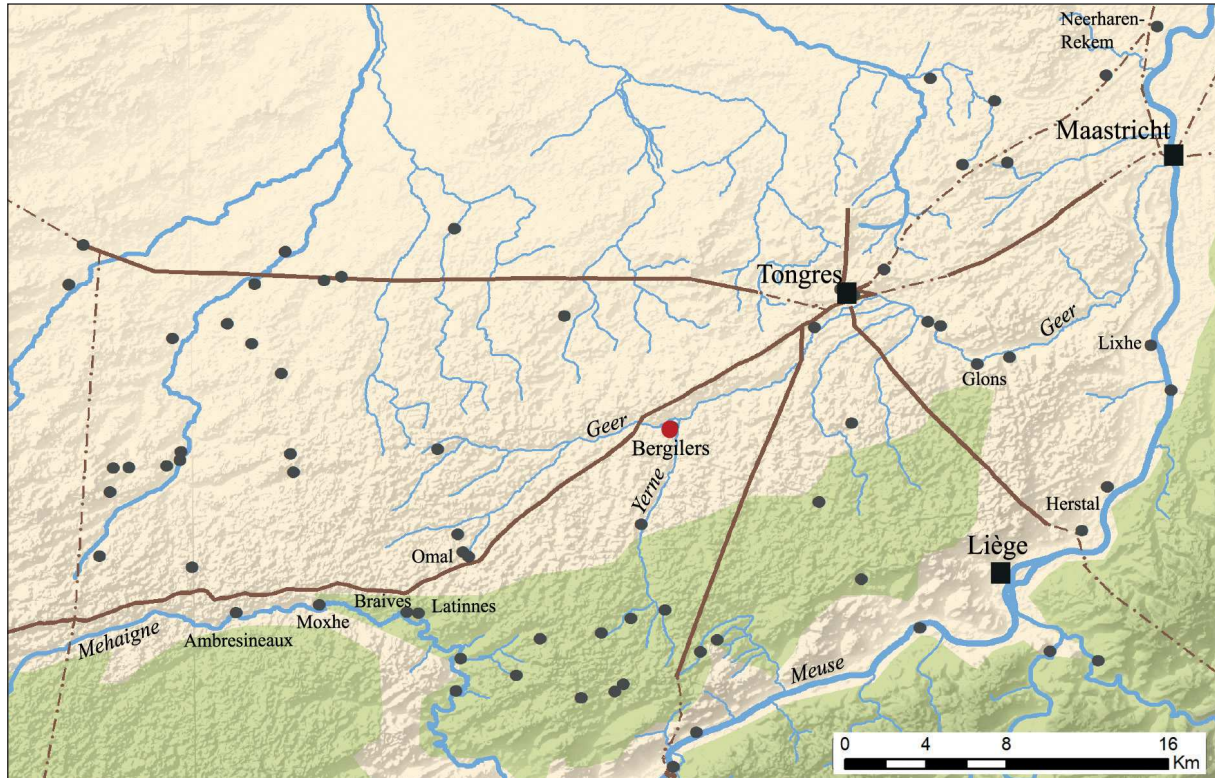 Neerharen-
Rekem
Maastricht
Tongres
Geer
Lixhe
Glons
Geer
Bergilers
Yerne
Herstal
Omal
Liège
Braives
Latinnes
Moxhe
Ambresineaux
Mehaigne
Meuse
0 4 8 16
Km